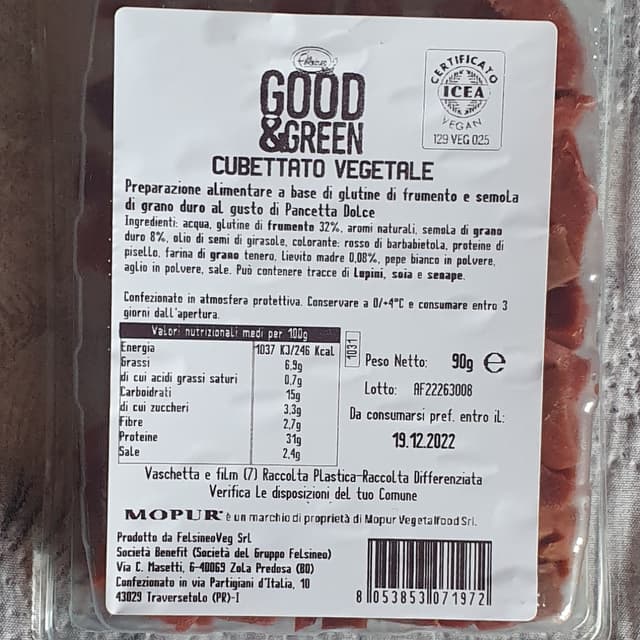 Felsineo
GOOD
&GREEN
CERTIFICATO
ICEA
VEGAN
129 VEG 025
CUBETTATO VEGETALE
Preparazione alimentare a base di glutine di frumento e semola
di grano duro al gusto di Pancetta Dolce
Ingredienti: acqua, glutine di frumento 32%, aromi naturali, semola di grano
duro 8%, olio di semi di girasole, colorante: rosso di barbabietola, proteine di
pisello, farina di grano tenero, lievito madre 0,08%, pepe bianco in polvere,
aglio in polvere, sale. Può contenere tracce di Lupini, soia e senape.
Confezionato in atmosfera protettiva. Conservare a 0/+4°C e consumare entro 3
giorni dall'apertura.
Valori nutrizionali medi per 100g
Energia 1037 KJ/246 Kcal
Grassi 6,9g
di cui acidi grassi saturi 0,7g
Carboidrati 15g
di cui zuccheri 3,3g
Fibre 2,7g
Proteine 31g
Sale 2,4g
1031
Peso Netto: 90g e
Lotto: AF22263008
Da consumarsi pref. entro il:
19.12.2022
Vaschetta e film (7) Raccolta Plastica-Raccolta Differenziata
Verifica Le disposizioni del tuo Comune
MOPUR® è un marchio di proprietà di Mopur Vegetalfood Srl.
Prodotto da FelsineoVeg Srl
Società Benefit (Società del Gruppo Felsineo)
Via C. Masetti, 6-40069 Zola Predosa (BO)
Confezionato in via Partigiani d'Italia, 10
43029 Traversetolo (PR)-I
8 053853 071972